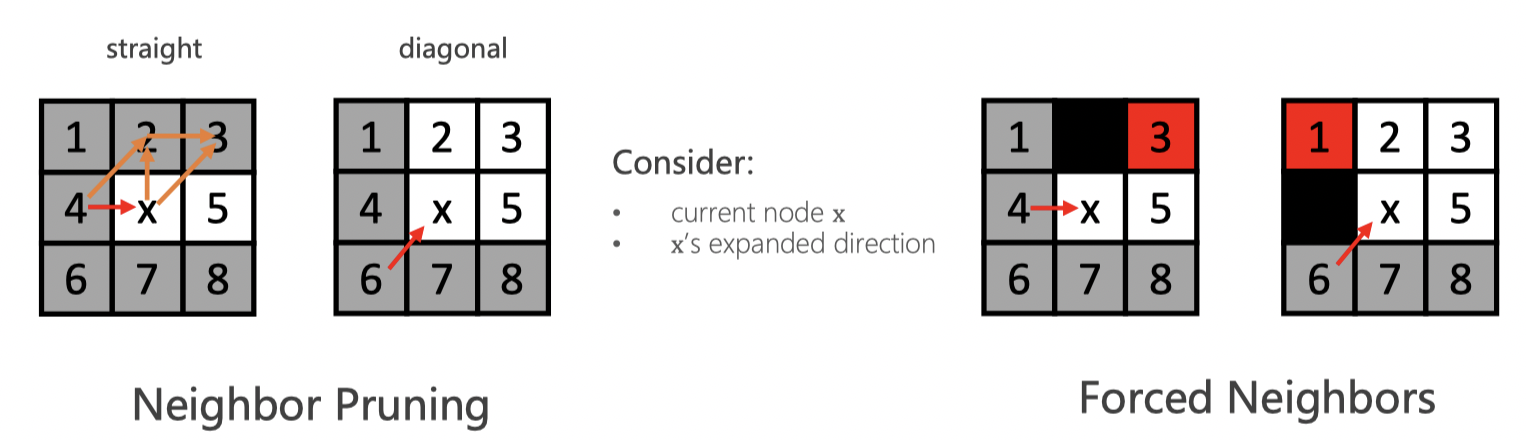 straight
diagonal
1 2 3
4 x 5
6 7 8
1 2 3
4 x 5
6 7 8
Consider:
• current node x
• x's expanded direction
1 3
4 x 5
6 7 8
1 2 3
x 5
6 7 8
Neighbor Pruning
Forced Neighbors